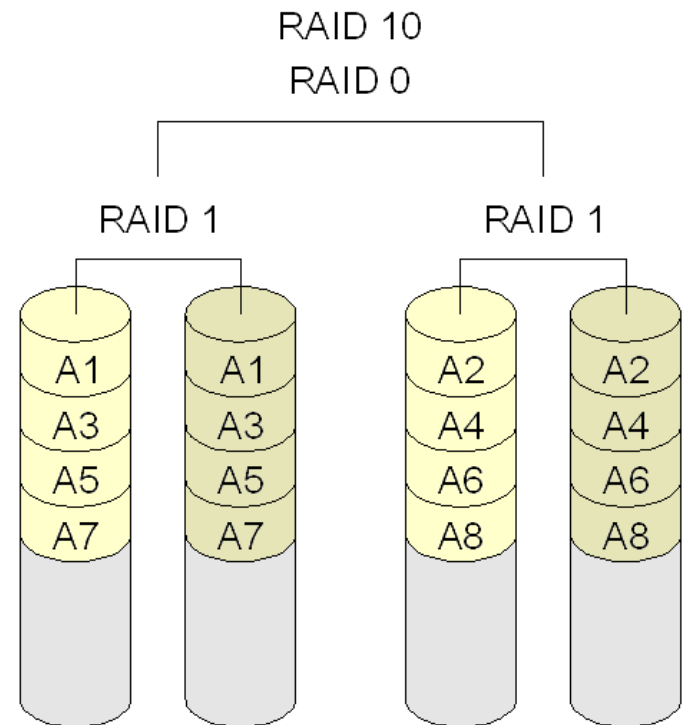 RAID 10
RAID 0
RAID 1 RAID 1
A1 A1 A2 A2
A3 A3 A4 A4
A5 A5 A6 A6
A7 A7 A8 A8